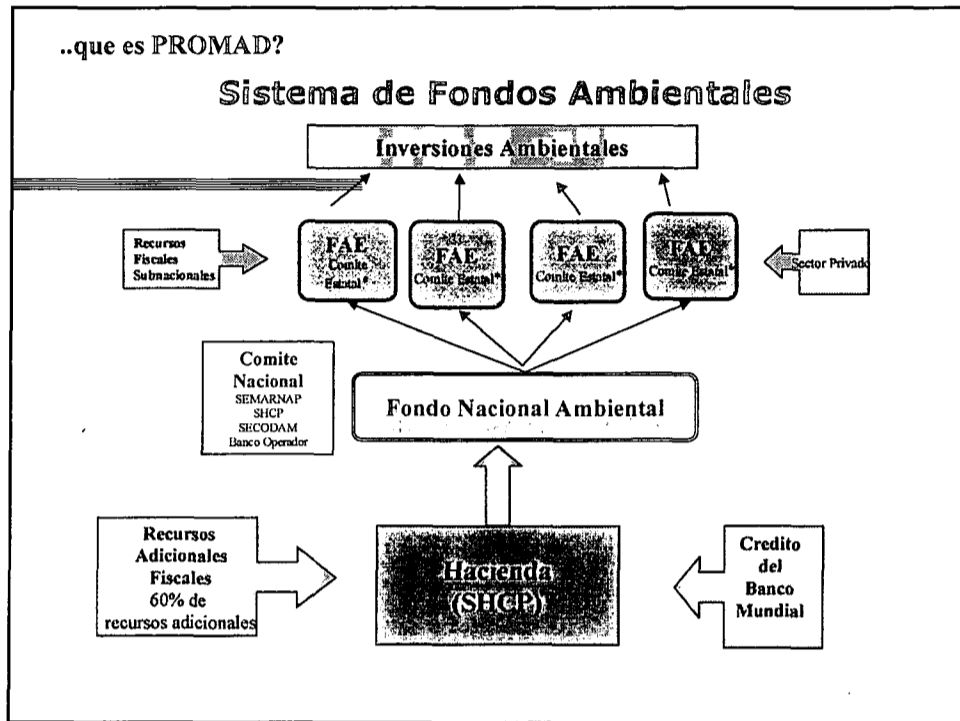 ..que es PROMAD?
Sistema de Fondos Ambientales
Inversiones Ambientales
Recursos
Fiscales
Subnacionales
FAE
Comite
Estatal*
FAE
Comite Estatal*
FAE
Comite Estatal*
FAE
Comite Estatal*
Sector Privado
Comite
Nacional
SEMARNAP
SHCP
SECODAM
Banco Operador
Fondo Nacional Ambiental
Recursos
Adicionales
Fiscales
60% de
recursos adicionales
Hacienda
(SHCP)
Credito
del
Banco
Mundial